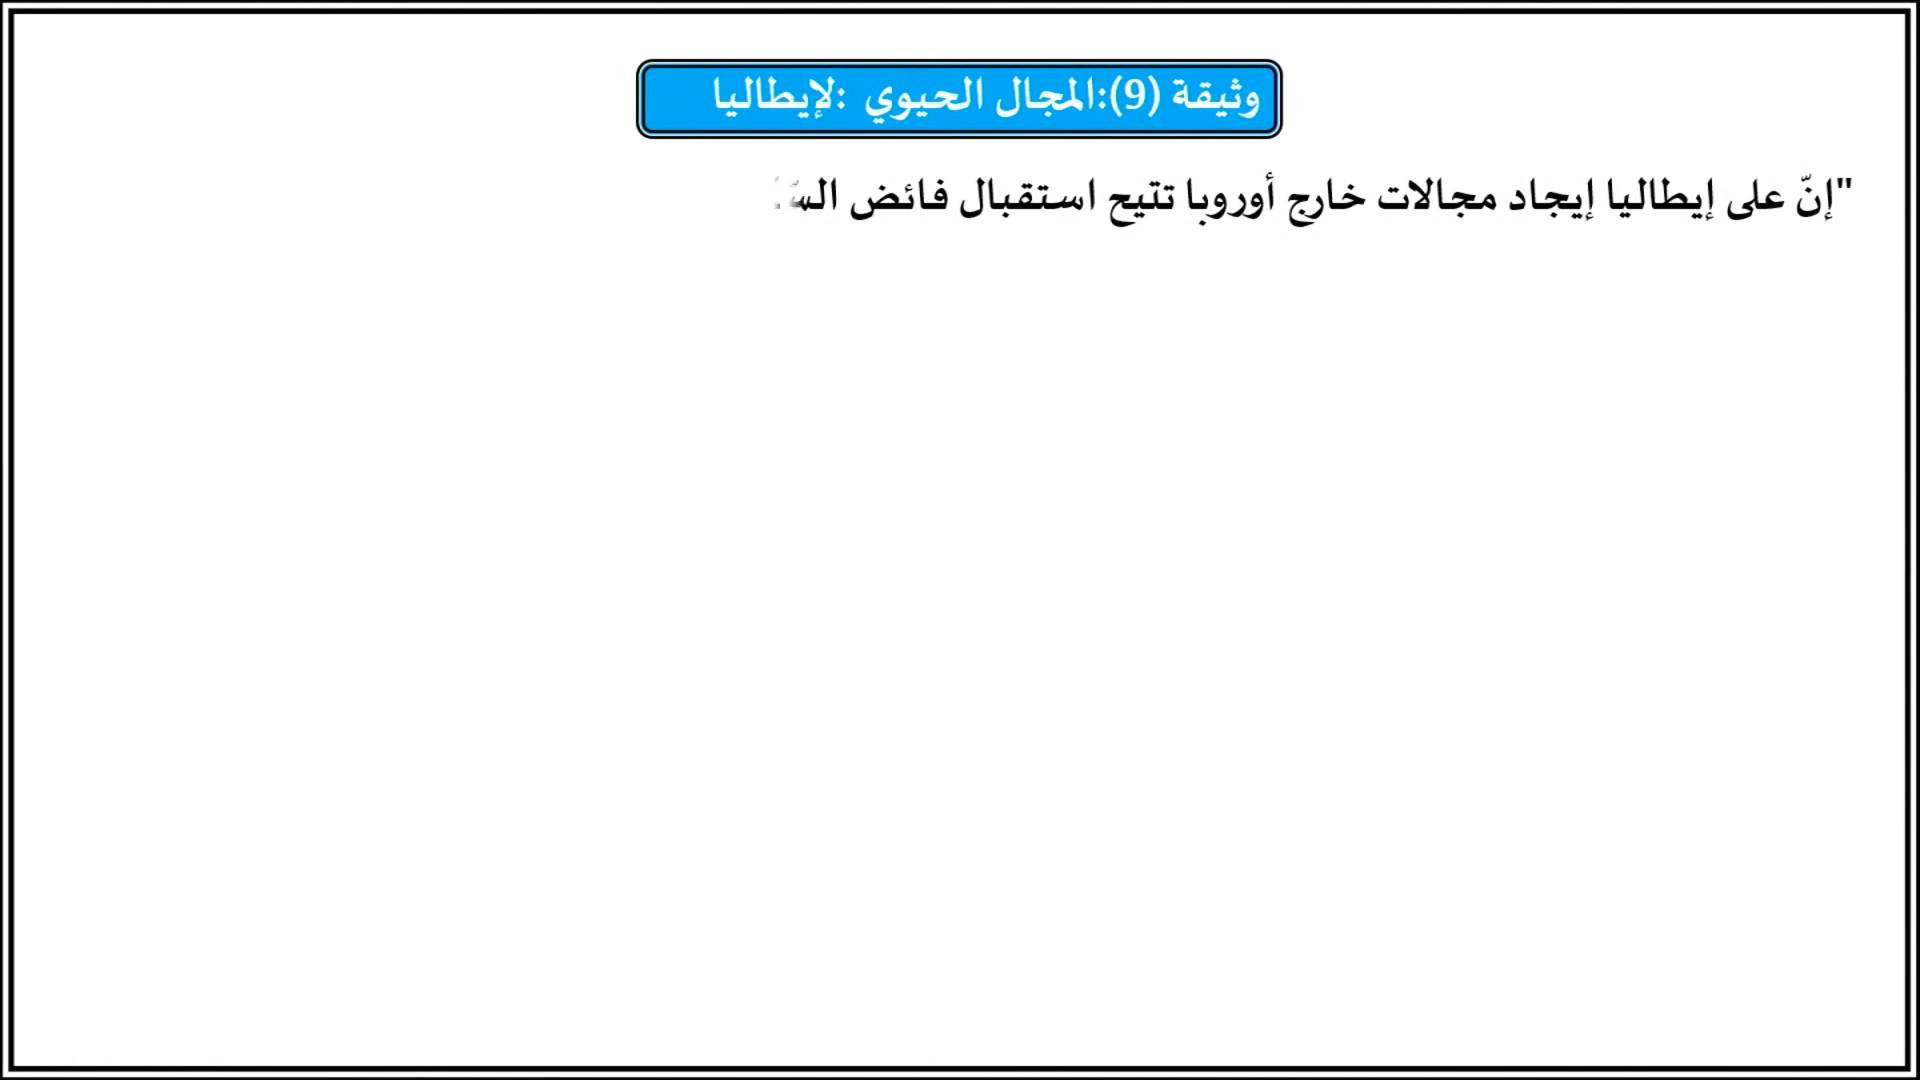 وثيقة (9):المجال الحيوي :لإيطاليا
"إنّ على إيطاليا إيجاد مجالات خارج أوروبا تتيح استقبال فائض